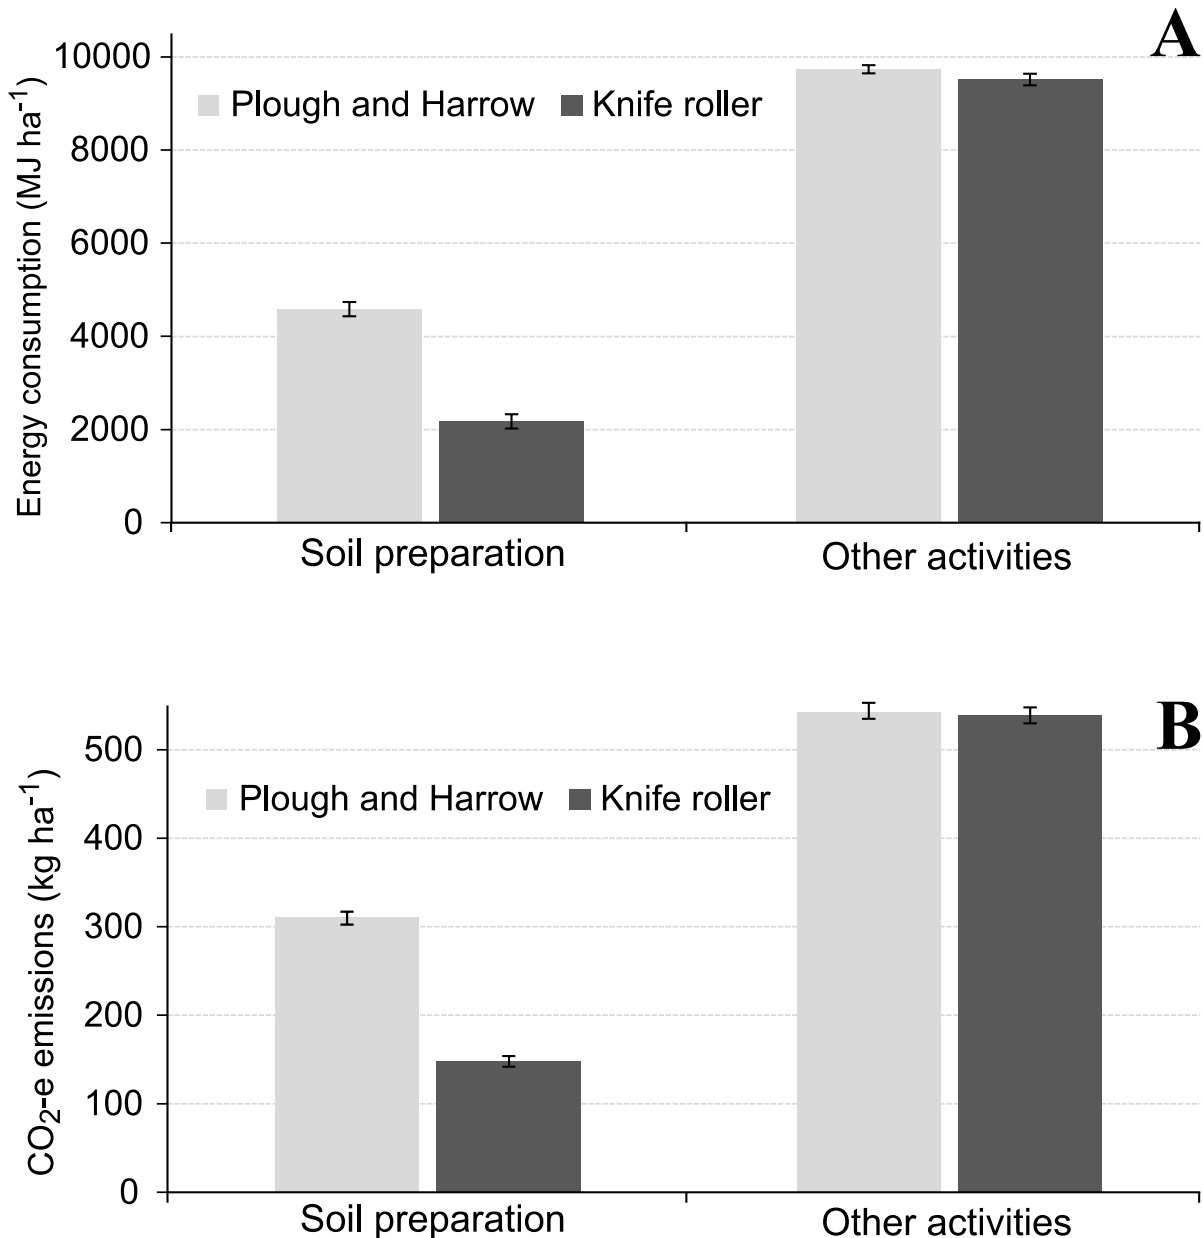 A
10000
8000
6000
4000
2000
0
Energy consumption (MJ ha⁻¹)
Plough and Harrow Knife roller
Soil preparation Other activities
B
500
400
300
200
100
0
CO₂-e emissions (kg ha⁻¹)
Plough and Harrow Knife roller
Soil preparation Other activities